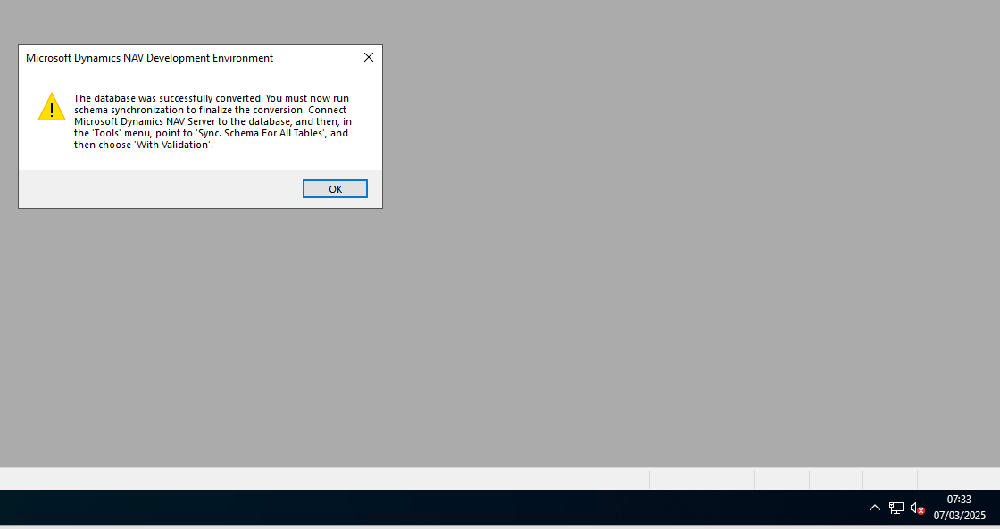 Microsoft Dynamics NAV Development Environment
The database was successfully converted. You must now run
schema synchronization to finalize the conversion. Connect
Microsoft Dynamics NAV Server to the database, and then, in
the 'Tools' menu, point to 'Sync. Schema For All Tables', and
then choose 'With Validation'.
OK
07:33
07/03/2025